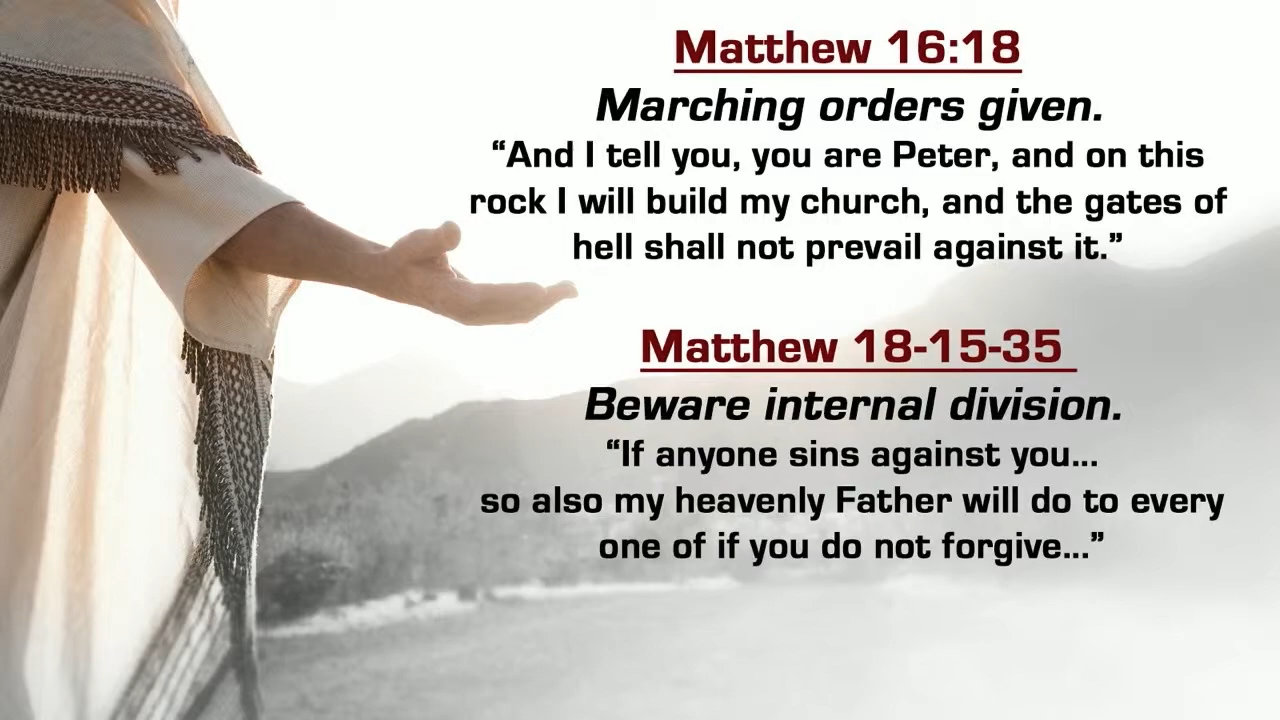 Matthew 16:18
Marching orders given.
“And I tell you, you are Peter, and on this
rock I will build my church, and the gates of
hell shall not prevail against it.”
Matthew 18-15-35
Beware internal division.
“If anyone sins against you...
so also my heavenly Father will do to every
one of if you do not forgive...”